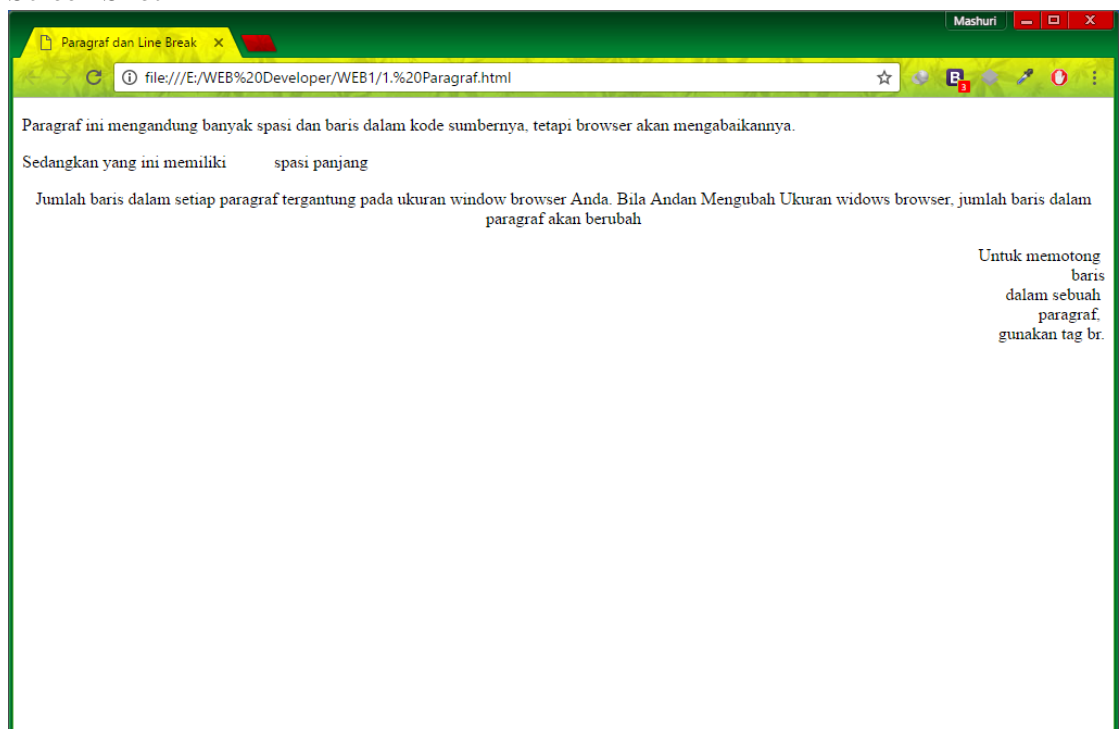 Mashuri
Paragraf dan Line Break
file:///E:/WEB%20Developer/WEB1/1.%20Paragraf.html
B
3
Paragraf ini mengandung banyak spasi dan baris dalam kode sumbernya, tetapi browser akan mengabaikannya.
Sedangkan yang ini memiliki spasi panjang
Jumlah baris dalam setiap paragraf tergantung pada ukuran window browser Anda. Bila Andan Mengubah Ukuran widows browser, jumlah baris dalam
paragraf akan berubah
Untuk memotong
baris
dalam sebuah
paragraf,
gunakan tag br.